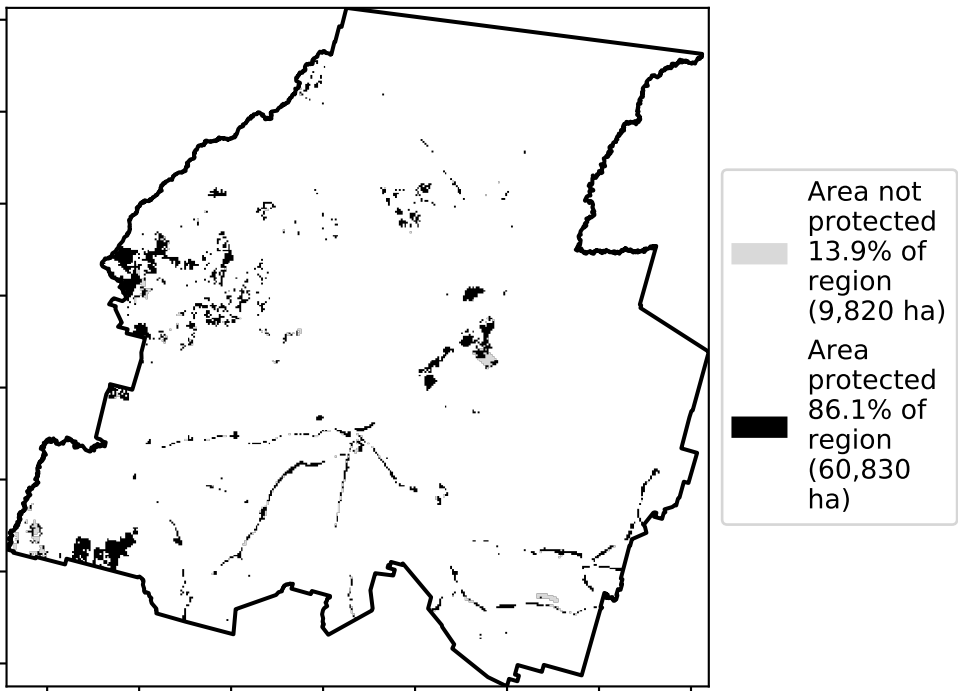 Area not
protected
13.9% of
region
(9,820 ha)
Area
protected
86.1% of
region
(60,830
ha)